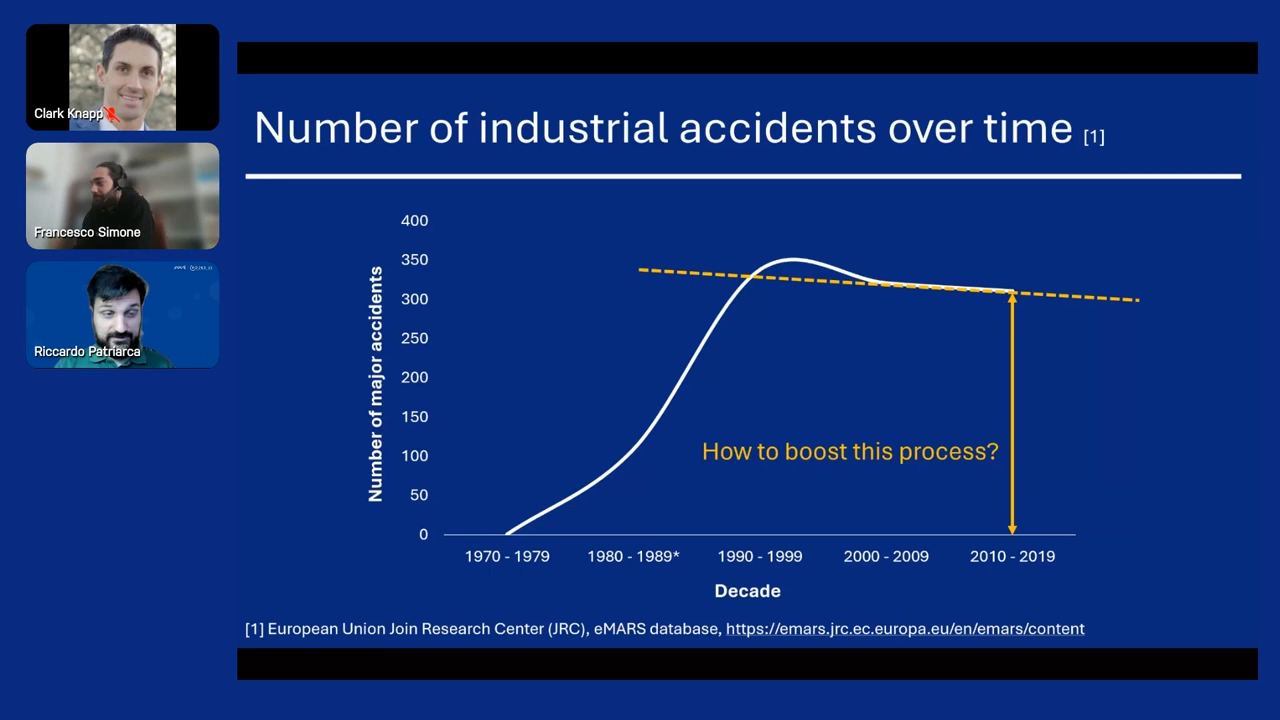 Clark Knapp
Francesco Simone
Riccardo Patriarca
Number of industrial accidents over time [1]
Number of major accidents
400
350
300
250
200
150
100
50
0
How to boost this process?
1970 - 1979 1980 - 1989* 1990 - 1999 2000 - 2009 2010 - 2019
Decade
[1] European Union Join Research Center (JRC), eMARS database, https://emars.jrc.ec.europa.eu/en/emars/content